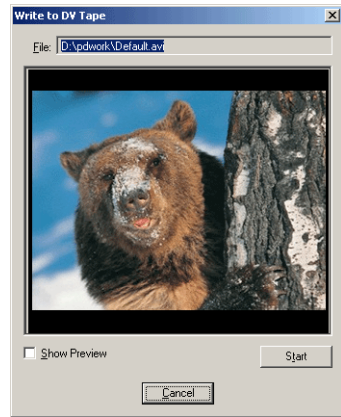 Write to DV Tape
File: D:\pdwork\Default.avi
Show Preview
Start
Cancel